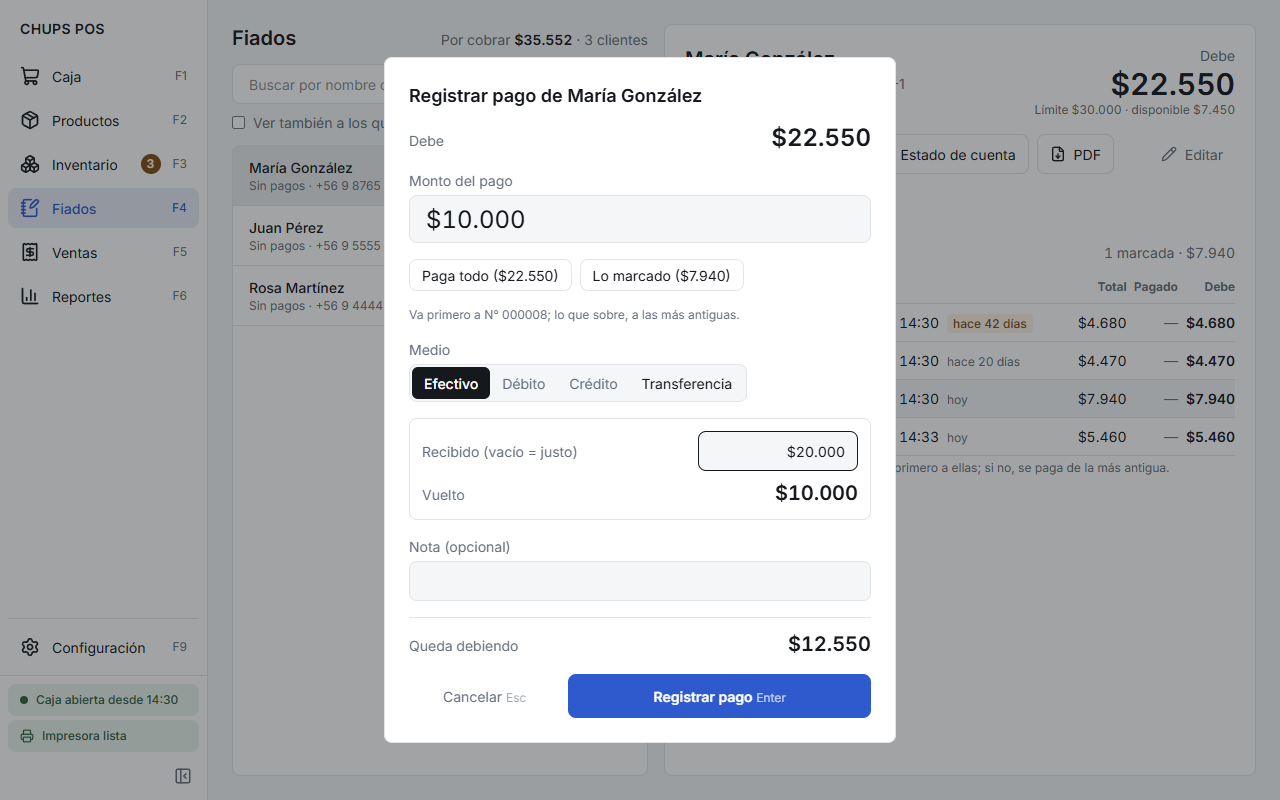 CHUPS POS
Caja F1
Productos F2
Inventario 3 F3
Fiados F4
Ventas F5
Reportes F6
Configuración F9
Caja abierta desde 14:30
Impresora lista
Fiados
Por cobrar $35.552 · 3 clientes
Buscar por nombre
Ver también a los
María González
Sin pagos · +56 9 8765
Juan Pérez
Sin pagos · +56 9 5555
Rosa Martínez
Sin pagos · +56 9 4444
Registrar pago de María González
Debe $22.550
Monto del pago
$10.000
Paga todo ($22.550)
Lo marcado ($7.940)
Va primero a N° 000008; lo que sobre, a las más antiguas.
Medio
Efectivo Débito Crédito Transferencia
Recibido (vacío = justo) $20.000
Vuelto $10.000
Nota (opcional)
Queda debiendo $12.550
Cancelar Esc
Registrar pago Enter
María González
Debe
$22.550
Límite $30.000 · disponible $7.450
Estado de cuenta
PDF
Editar
1 marcada · $7.940
Total Pagado Debe
14:30 hace 42 días $4.680 — $4.680
14:30 hace 20 días $4.470 — $4.470
14:30 hoy $7.940 — $7.940
14:33 hoy $5.460 — $5.460
primero a ellas; si no, se paga de la más antigua.